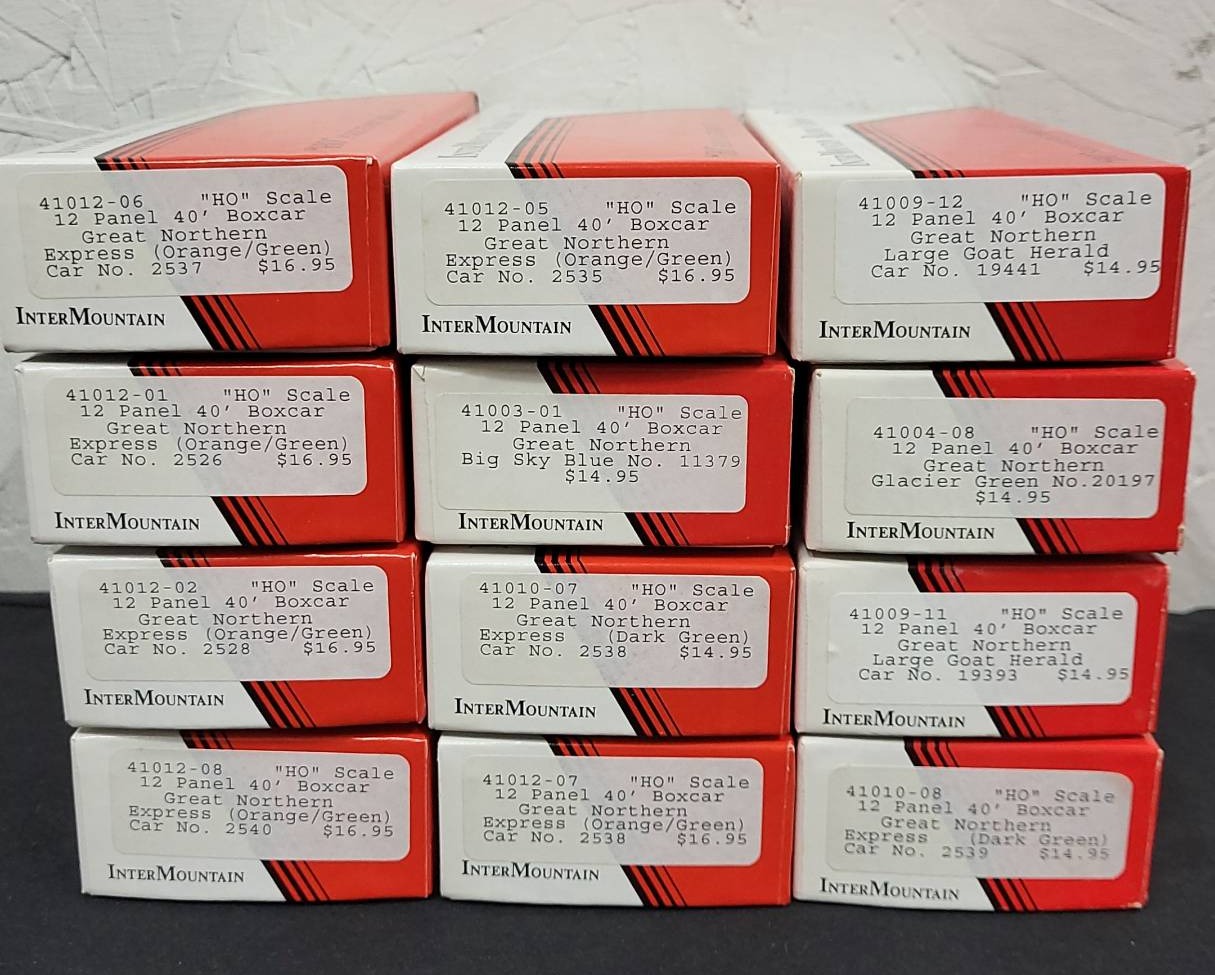 41012-06 "HO" Scale
12 Panel 40' Boxcar
Great Northern
Express (Orange/Green)
Car No. 2537 $16.95
INTERMOUNTAIN
41012-05 "HO" Scale
12 Panel 40' Boxcar
Great Northern
Express (Orange/Green)
Car No. 2535 $16.95
INTERMOUNTAIN
41009-12 "HO" Scale
12 Panel 40' Boxcar
Great Northern
Large Goat Herald
Car No. 19441 $14.95
INTERMOUNTAIN
41012-01 "HO" Scale
12 Panel 40' Boxcar
Great Northern
Express (Orange/Green)
Car No. 2526 $16.95
INTERMOUNTAIN
41003-01 "HO" Scale
12 Panel 40' Boxcar
Great Northern
Big Sky Blue No. 11379
$14.95
INTERMOUNTAIN
41004-08 "HO" Scale
12 Panel 40' Boxcar
Great Northern
Glacier Green No.20197
$14.95
INTERMOUNTAIN
41012-02 "HO" Scale
12 Panel 40' Boxcar
Great Northern
Express (Orange/Green)
Car No. 2528 $16.95
INTERMOUNTAIN
41010-07 "HO" Scale
12 Panel 40' Boxcar
Great Northern
Express (Dark Green)
Car No. 2538 $14.95
INTERMOUNTAIN
41009-11 "HO" Scale
12 Panel 40' Boxcar
Great Northern
Large Goat Herald
Car No. 19393 $14.95
INTERMOUNTAIN
41012-08 "HO" Scale
12 Panel 40' Boxcar
Great Northern
Express (Orange/Green)
Car No. 2540 $16.95
INTERMOUNTAIN
41012-07 "HO" Scale
12 Panel 40' Boxcar
Great Northern
Express (Orange/Green)
Car No. 2538 $16.95
INTERMOUNTAIN
41010-08 "HO" Scale
12 Panel 40' Boxcar
Great Northern
Express (Dark Green)
Car No. 2539 $14.95
INTERMOUNTAIN